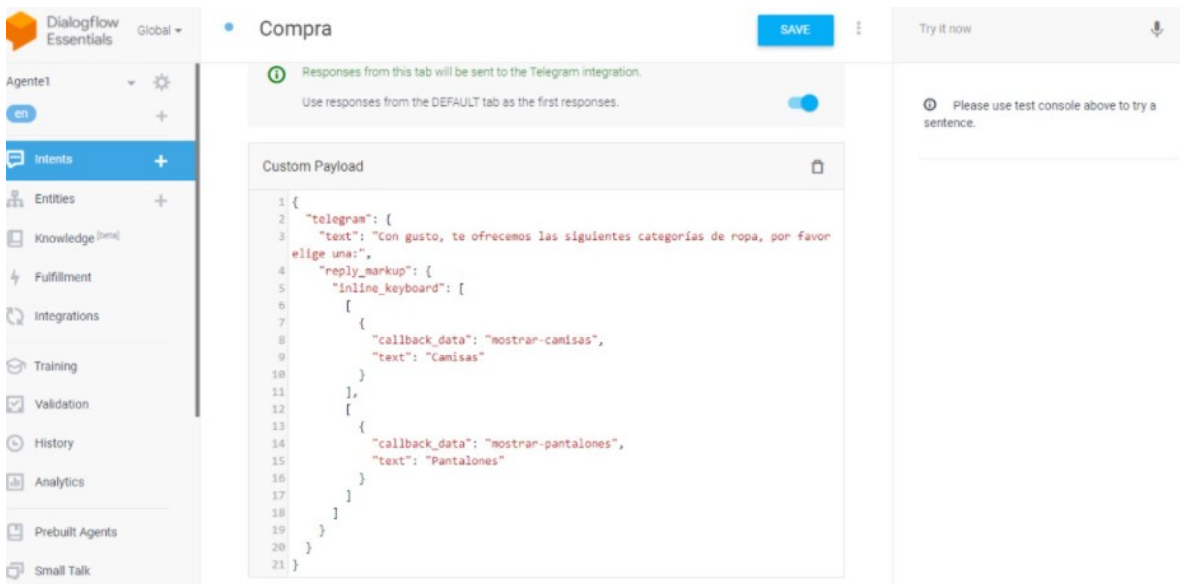 Dialogflow
Essentials
Global
Compra
SAVE
Try it now
Agente1
en
Responses from this tab will be sent to the Telegram integration.
Use responses from the DEFAULT tab as the first responses.
Please use test console above to try a
sentence.
Intents
Entities
Knowledge [beta]
Fulfillment
Integrations
Training
Validation
History
Analytics
Prebuilt Agents
Small Talk
Custom Payload
1 {
2 "telegram": {
3 "text": "Con gusto, te ofrecemos las siguientes categorías de ropa, por favor
elige una:",
4 "reply_markup": {
5 "inline_keyboard": [
6 [
7 {
8 "callback_data": "mostrar-camisas",
9 "text": "Camisas"
10 }
11 ],
12 [
13 {
14 "callback_data": "mostrar-pantalones",
15 "text": "Pantalones"
16 }
17 ]
18 ]
19 }
20 }
21 }